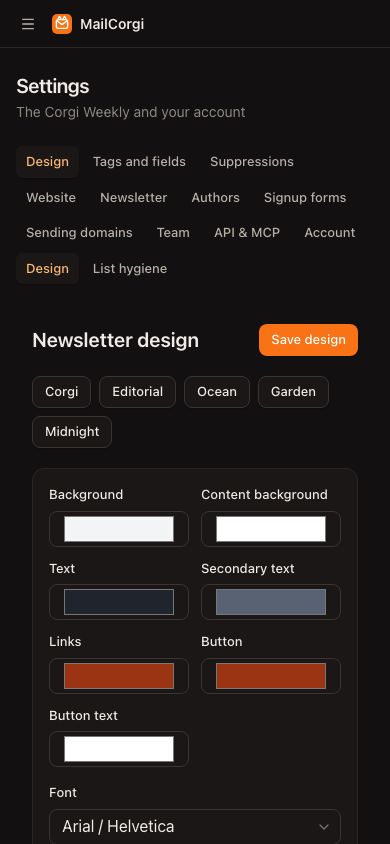 MailCorgi
Settings
The Corgi Weekly and your account
Design Tags and fields Suppressions
Website Newsletter Authors Signup forms
Sending domains Team API & MCP Account
Design List hygiene
Newsletter design Save design
Corgi Editorial Ocean Garden
Midnight
Background Content background
Text Secondary text
Links Button
Button text
Font
Arial / Helvetica